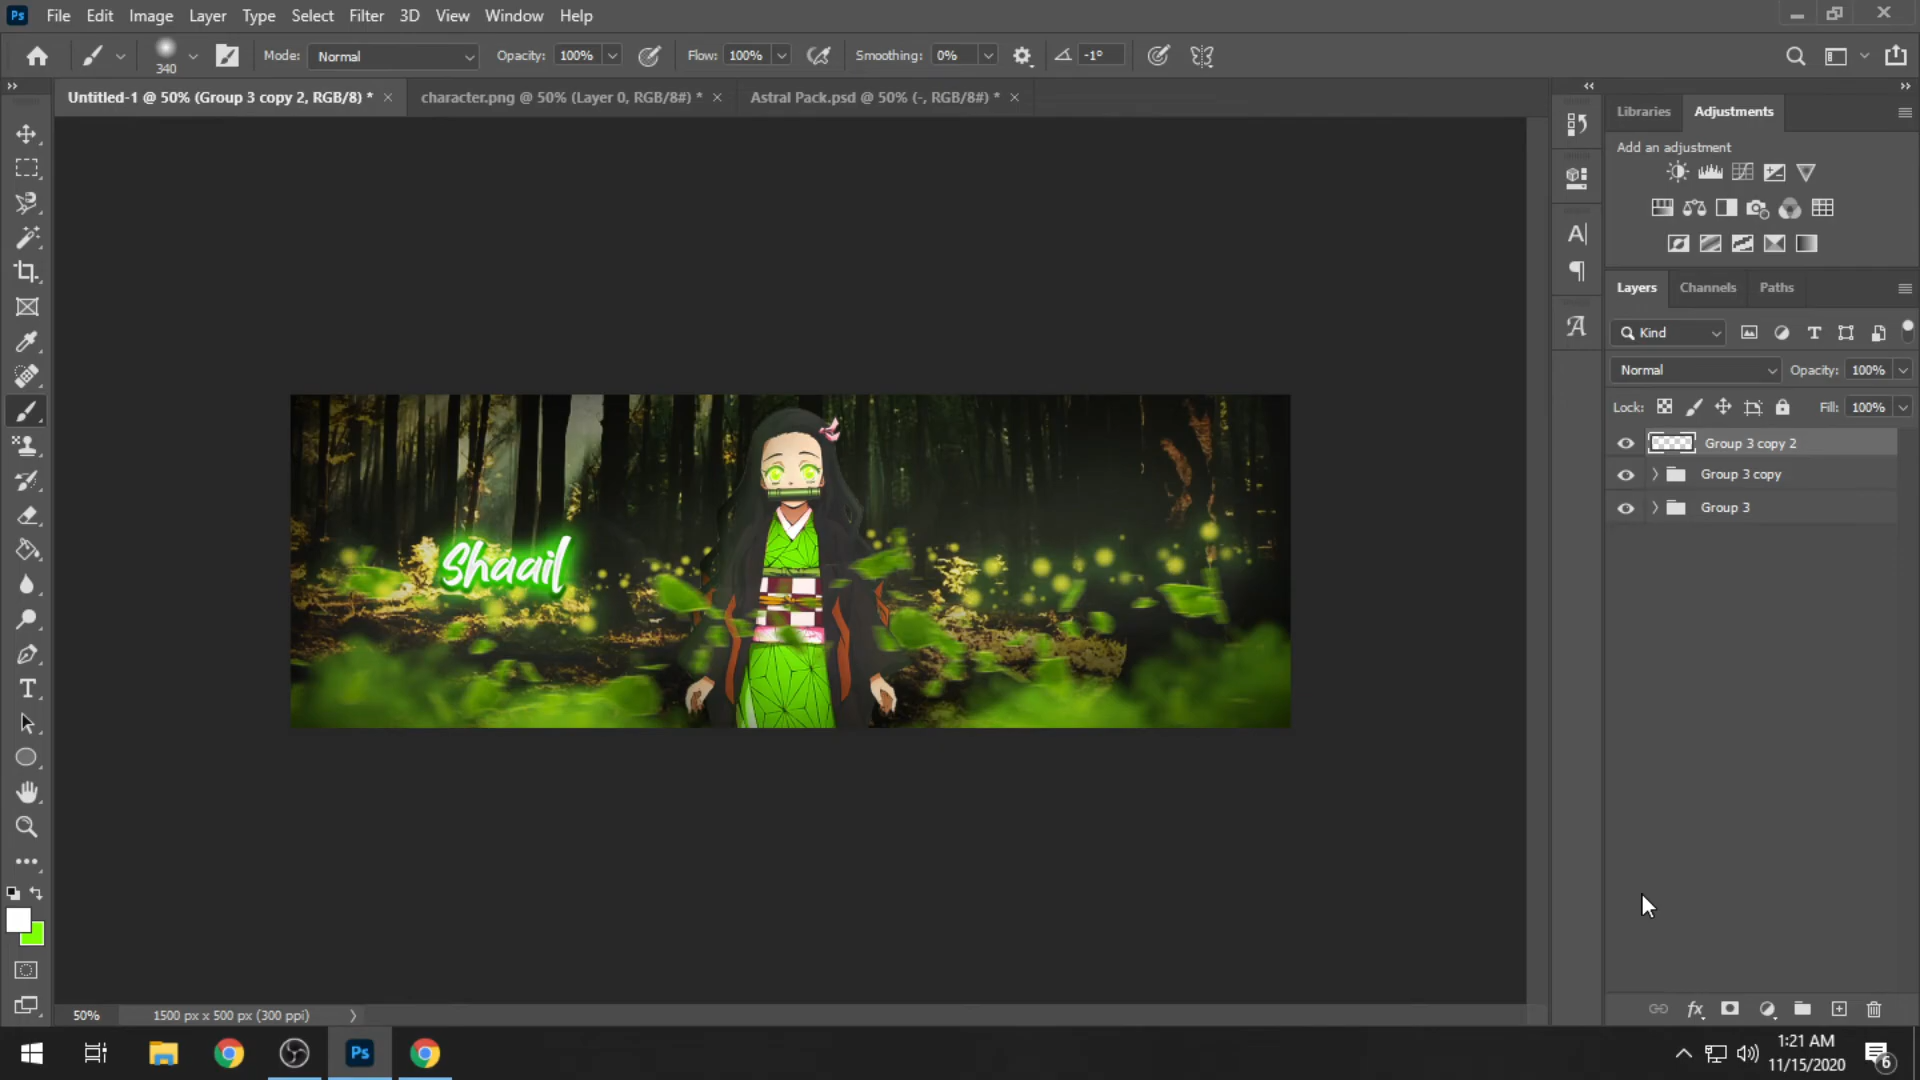 Ps File Edit Image Layer Type Select Filter 3D View Window Help
340 Mode: Normal Opacity: 100% Flow: 100% Smoothing: 0% -1°
Untitled-1 @ 50% (Group 3 copy 2, RGB/8) * × character.png @ 50% (Layer 0, RGB/8#) * × Astral Pack.psd @ 50% (-, RGB/8#) * ×
Libraries Adjustments
Add an adjustment
Layers Channels Paths
Kind
Normal Opacity: 100%
Lock: Fill: 100%
Group 3 copy 2
Group 3 copy
Group 3
Shaail
50% 1500 px x 500 px (300 ppi)
Ps
1:21 AM
11/15/2020
6